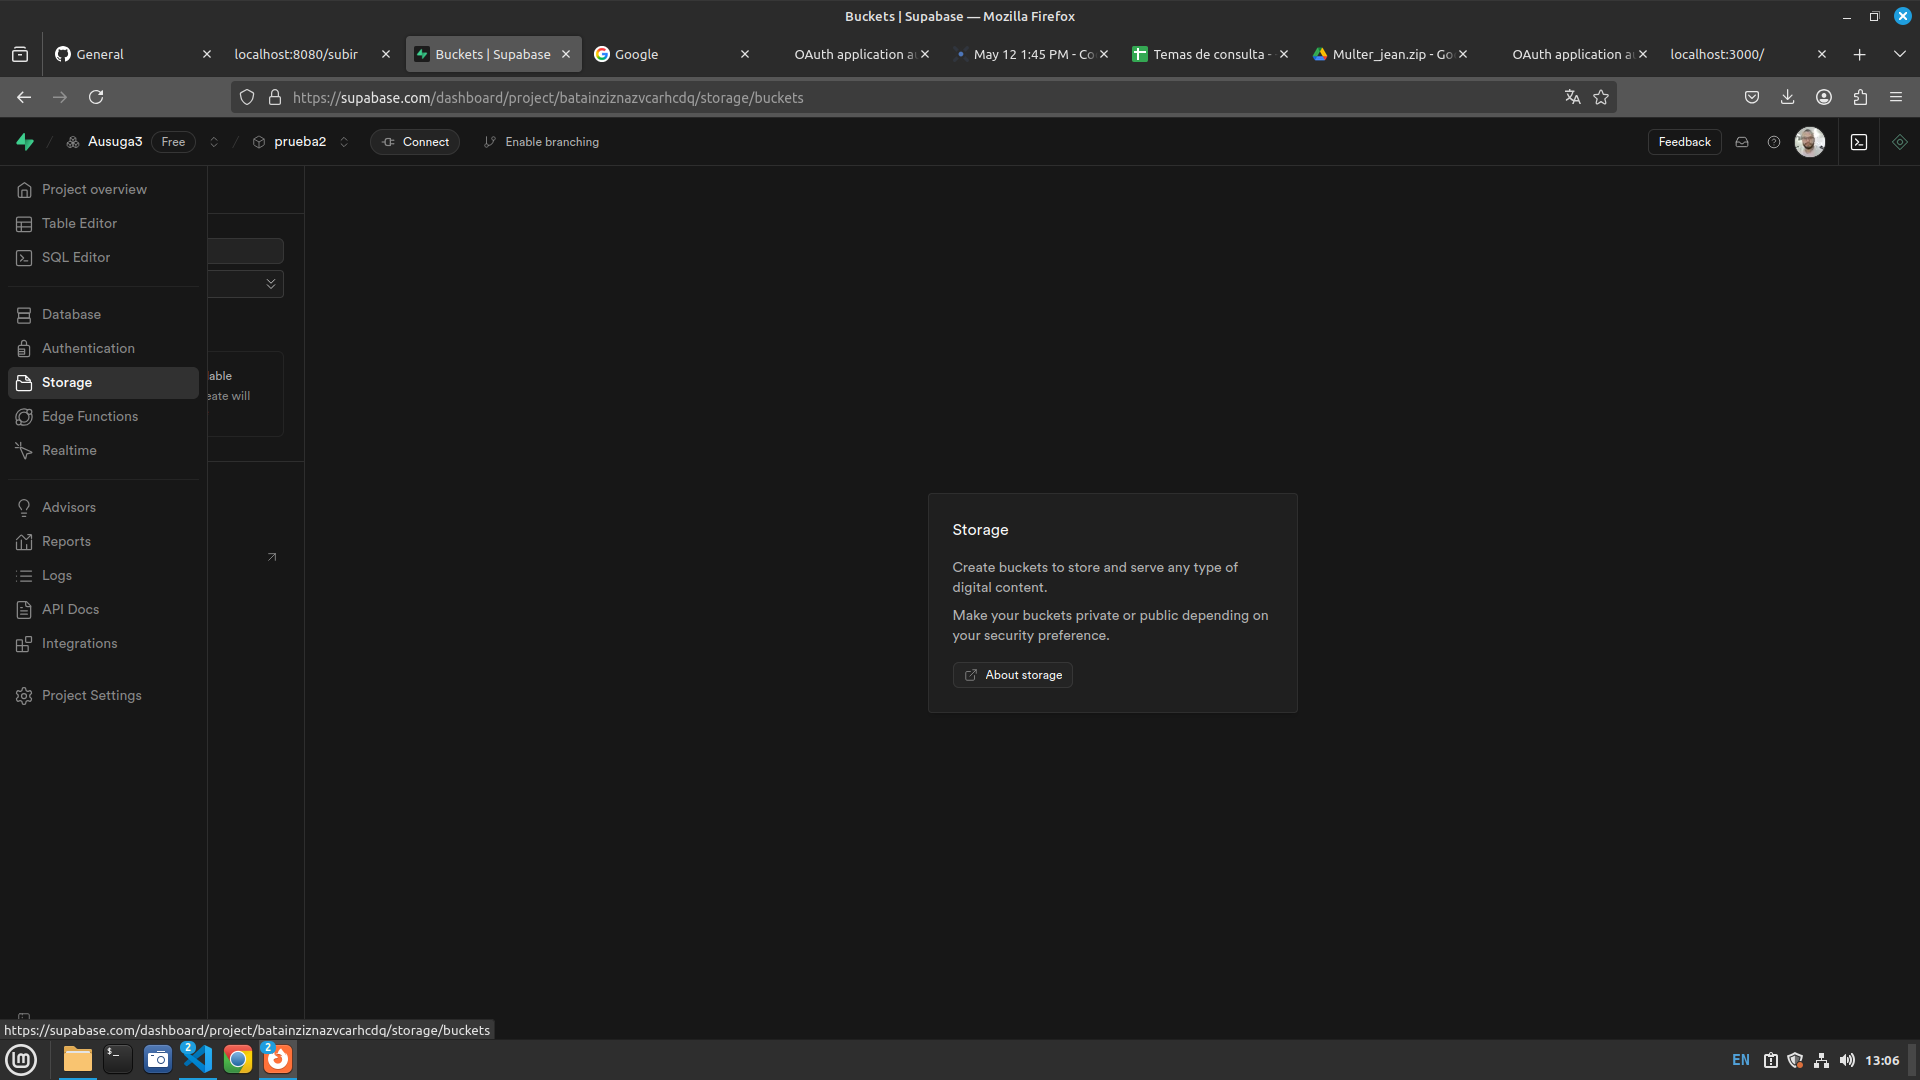 Buckets | Supabase — Mozilla Firefox
General
localhost:8080/subir
Buckets | Supabase
Google
OAuth application au
May 12 1:45 PM - Co
Temas de consulta -
Multer_jean.zip - Go
OAuth application au
localhost:3000/
https://supabase.com/dashboard/project/batainziznazvcarhcdq/storage/buckets
Ausuga3
Free
prueba2
Connect
Enable branching
Feedback
Project overview
Table Editor
SQL Editor
Database
Authentication
Storage
Edge Functions
Realtime
Advisors
Reports
Logs
API Docs
Integrations
Project Settings
lable
eate will
Storage
Create buckets to store and serve any type of
digital content.
Make your buckets private or public depending on
your security preference.
About storage
https://supabase.com/dashboard/project/batainziznazvcarhcdq/storage/buckets
2
2
EN
13:06